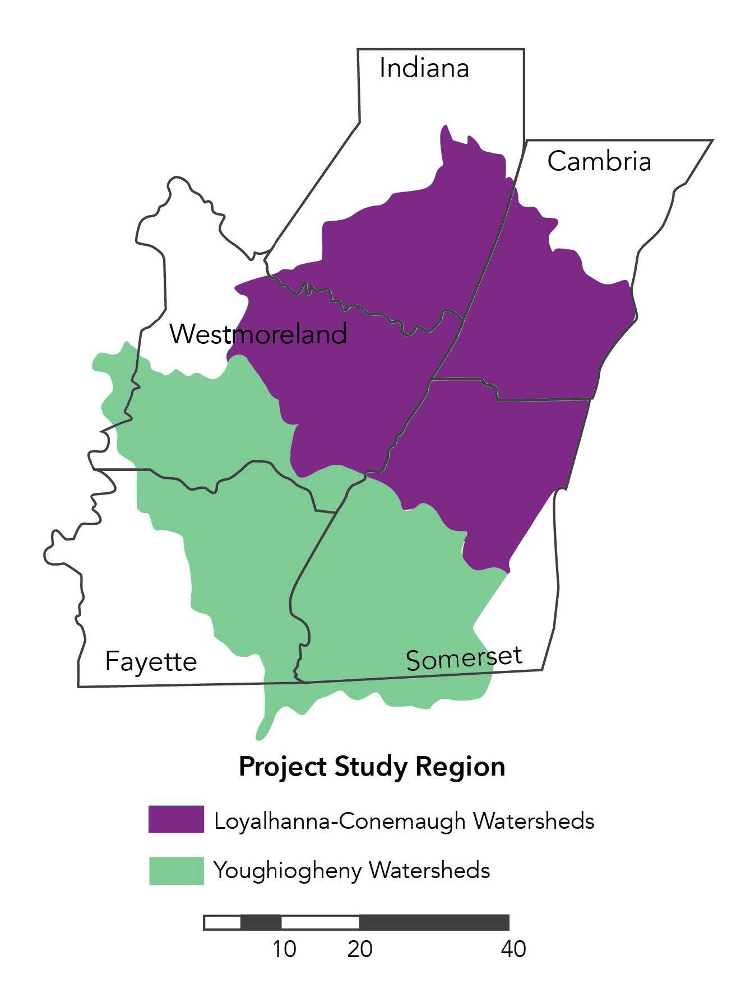 Indiana
Cambria
Westmoreland
Fayette
Somerset
Project Study Region
Loyalhanna-Conemaugh Watersheds
Youghiogheny Watersheds
10 20 40